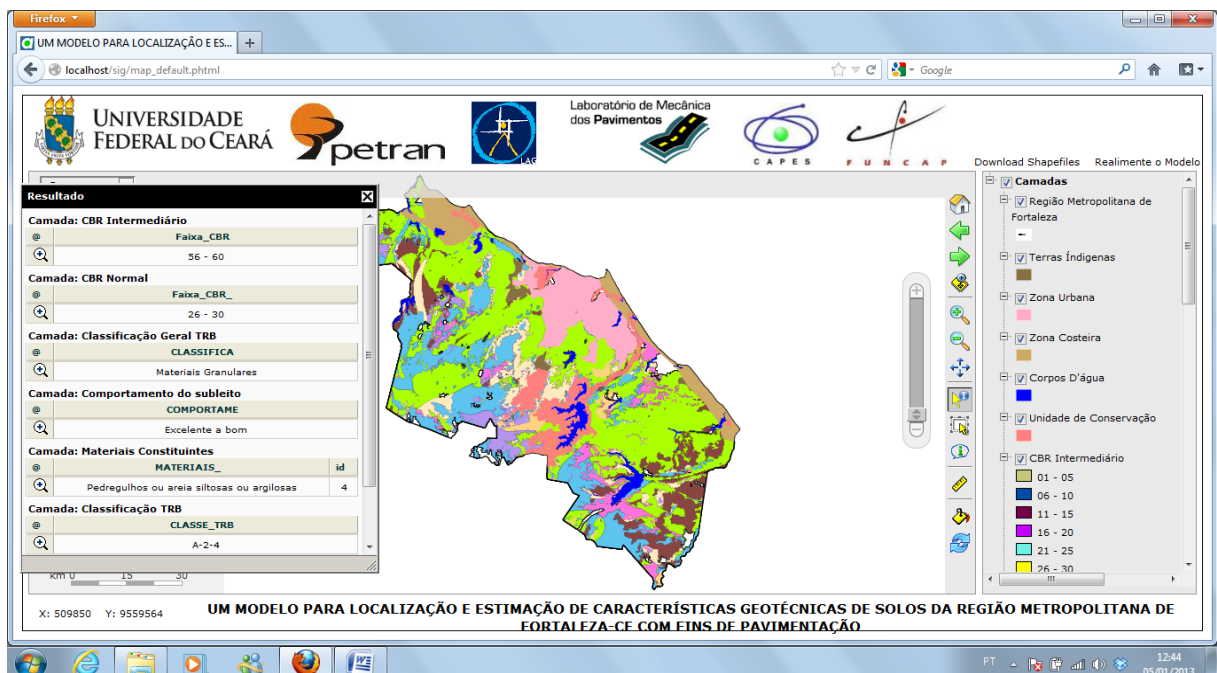 Firefox
UM MODELO PARA LOCALIZAÇÃO E ES...
localhost/sig/map_default.phtml
Google
UNIVERSIDADE
FEDERAL DO CEARÁ
petran
LAG
Laboratório de Mecânica
dos Pavimentos
CAPES
FUNCAP
Download Shapefiles Realimente o Modelo
Resultado
Camada: CBR Intermediário
@ Faixa_CBR
56 - 60
Camada: CBR Normal
@ Faixa_CBR_
26 - 30
Camada: Classificação Geral TRB
@ CLASSIFICA
Materiais Granulares
Camada: Comportamento do subleito
@ COMPORTAME
Excelente a bom
Camada: Materiais Constituintes
@ MATERIAIS_ id
Pedregulhos ou areia siltosas ou argilosas 4
Camada: Classificação TRB
@ CLASSE_TRB
A-2-4
km 0 15 30
Camadas
Região Metropolitana de
Fortaleza
Terras Índigenas
Zona Urbana
Zona Costeira
Corpos D'água
Unidade de Conservação
CBR Intermediário
01 - 05
06 - 10
11 - 15
16 - 20
21 - 25
26 - 30
X: 509850 Y: 9559564
UM MODELO PARA LOCALIZAÇÃO E ESTIMAÇÃO DE CARACTERÍSTICAS GEOTÉCNICAS DE SOLOS DA REGIÃO METROPOLITANA DE
FORTALEZA-CE COM FINS DE PAVIMENTAÇÃO
PT
12:44
05/01/2013